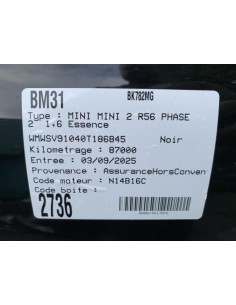 BM31 BK782MG
Type : MINI MINI 2 R56 PHASE
2 1.6 Essence
WMWSV91040T186845 Noir
Kilometrage : 87000
Entree : 03/09/2025
Provenance : AssuranceHorsConven
Code moteur : N14B16C
Code boite :
2736